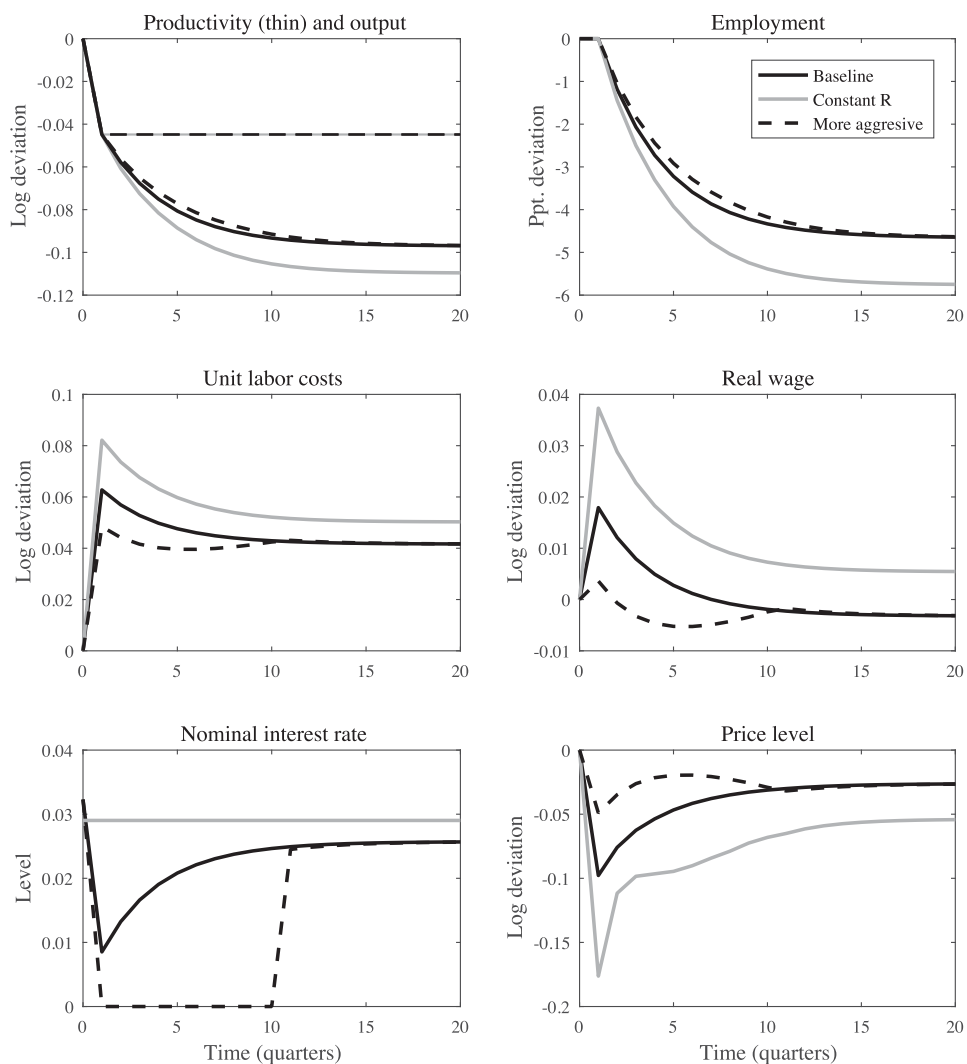 Productivity (thin) and output
Log deviation
0
-0.02
-0.04
-0.06
-0.08
-0.1
-0.12
0 5 10 15 20
Employment
Ppt. deviation
0
-1
-2
-3
-4
-5
-6
0 5 10 15 20
Baseline
Constant R
More aggresive
Unit labor costs
Log deviation
0.1
0.08
0.06
0.04
0.02
0
0 5 10 15 20
Real wage
Log deviation
0.04
0.03
0.02
0.01
0
-0.01
0 5 10 15 20
Nominal interest rate
Level
0.04
0.03
0.02
0.01
0
0 5 10 15 20
Time (quarters)
Price level
Log deviation
0
-0.05
-0.1
-0.15
-0.2
0 5 10 15 20
Time (quarters)